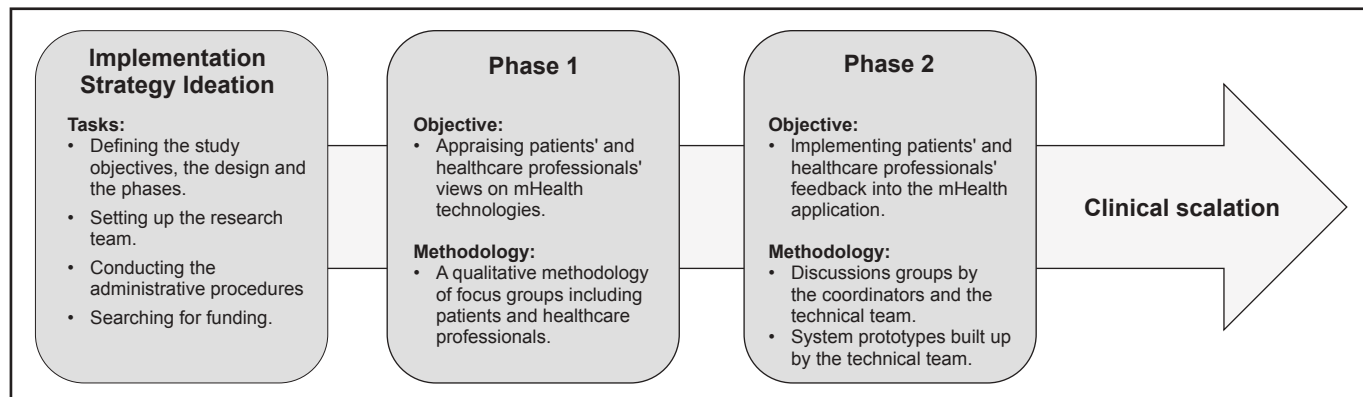 Implementation
Strategy Ideation
Tasks:
• Defining the study
objectives, the design and
the phases.
• Setting up the research
team.
• Conducting the
administrative procedures
• Searching for funding.
Phase 1
Objective:
• Appraising patients' and
healthcare professionals'
views on mHealth
technologies.
Methodology:
• A qualitative methodology
of focus groups including
patients and healthcare
professionals.
Phase 2
Objective:
• Implementing patients' and
healthcare professionals'
feedback into the mHealth
application.
Methodology:
• Discussions groups by
the coordinators and the
technical team.
• System prototypes built up
by the technical team.
Clinical scalation